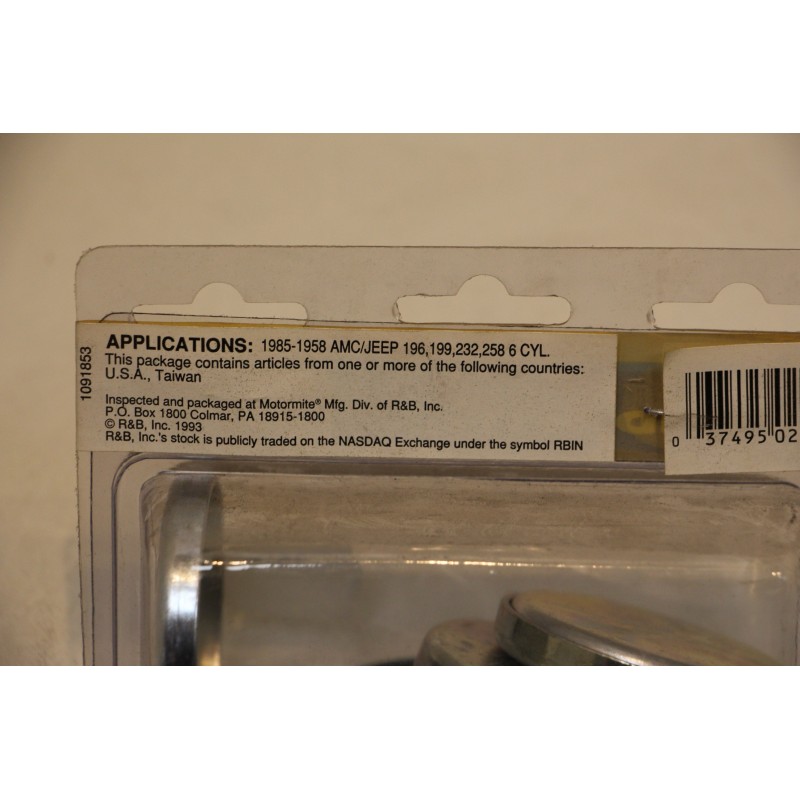 APPLICATIONS: 1985-1958 AMC/JEEP 196,199,232,258 6 CYL.
This package contains articles from one or more of the following countries:
U.S.A., Taiwan
Inspected and packaged at Motormite® Mfg. Div. of R&B, Inc.
P.O. Box 1800 Colmar, PA 18915-1800
© R&B, Inc. 1993
R&B, Inc.'s stock is publicly traded on the NASDAQ Exchange under the symbol RBIN
1091853
0 37495 02